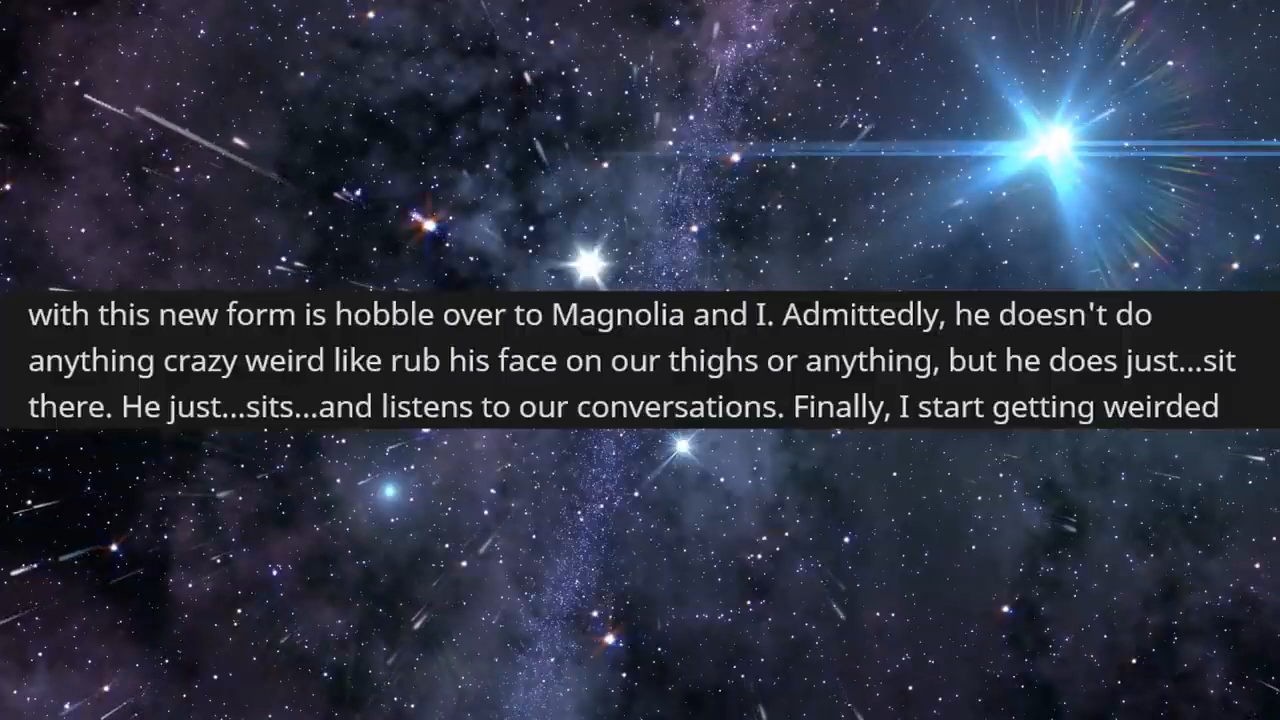 with this new form is hobble over to Magnolia and I. Admittedly, he doesn't do
anything crazy weird like rub his face on our thighs or anything, but he does just...sit
there. He just...sits...and listens to our conversations. Finally, I start getting weirded